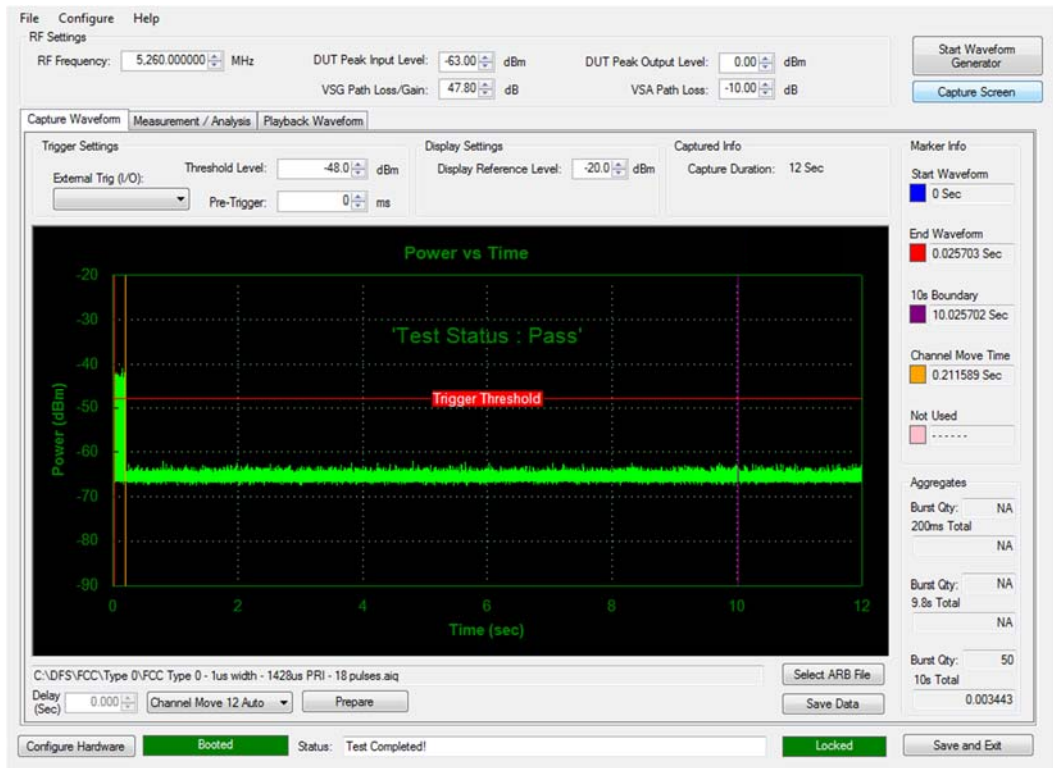 File Configure Help
RF Settings
RF Frequency: 5,260.000000 MHz
DUT Peak Input Level: -63.00 dBm
DUT Peak Output Level: 0.00 dBm
VSG Path Loss/Gain: 47.80 dB
VSA Path Loss: -10.00 dB
Start Waveform Generator
Capture Screen
Capture Waveform Measurement / Analysis Playback Waveform
Trigger Settings
External Trig (I/O):
Threshold Level: -48.0 dBm
Pre-Trigger: 0 ms
Display Settings
Display Reference Level: -20.0 dBm
Captured Info
Capture Duration: 12 Sec
Power vs Time
'Test Status : Pass'
Trigger Threshold
Power (dBm)
-20
-30
-40
-50
-60
-70
-80
-90
0 2 4 6 8 10 12
Time (sec)
Marker Info
Start Waveform
0 Sec
End Waveform
0.025703 Sec
10s Boundary
10.025702 Sec
Channel Move Time
0.211589 Sec
Not Used
------
Aggregates
Burst Qty: NA
200ms Total
NA
Burst Qty: NA
9.8s Total
NA
Burst Qty: 50
10s Total
0.003443
C:\DFS\FCC\Type 0\FCC Type 0 - 1us width - 1428us PRI - 18 pulses.aiq
Select ARB File
Delay (Sec) 0.000 Channel Move 12 Auto Prepare
Save Data
Configure Hardware Booted Status: Test Completed! Locked Save and Exit